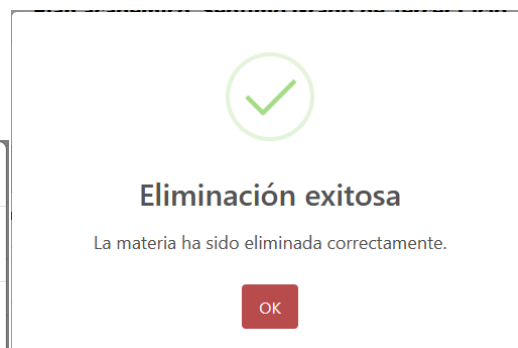 Eliminación exitosa
La materia ha sido eliminada correctamente.
OK